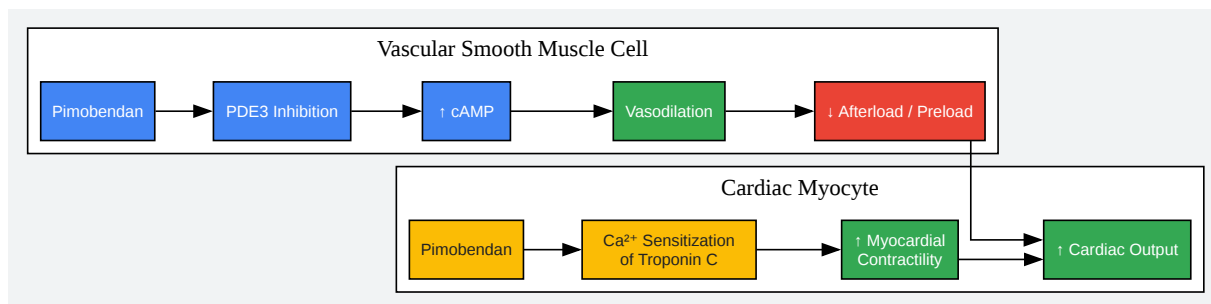 Vascular Smooth Muscle Cell
Pimobendan
PDE3 Inhibition
↑ cAMP
Vasodilation
↓ Afterload / Preload
Cardiac Myocyte
Pimobendan
Ca²⁺ Sensitization
of Troponin C
↑ Myocardial
Contractility
↑ Cardiac Output